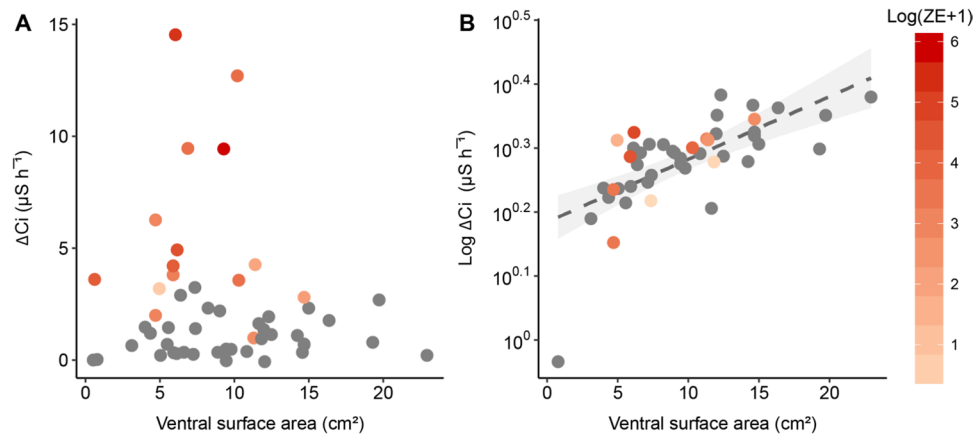 A
15
10
5
0
ΔCi (µS h⁻¹)
0 5 10 15 20
Ventral surface area (cm²)
B
10^0.5
10^0.4
10^0.3
10^0.2
10^0.1
10^0
Log ΔCi (µS h⁻¹)
0 5 10 15 20
Ventral surface area (cm²)
Log(ZE+1)
6
5
4
3
2
1